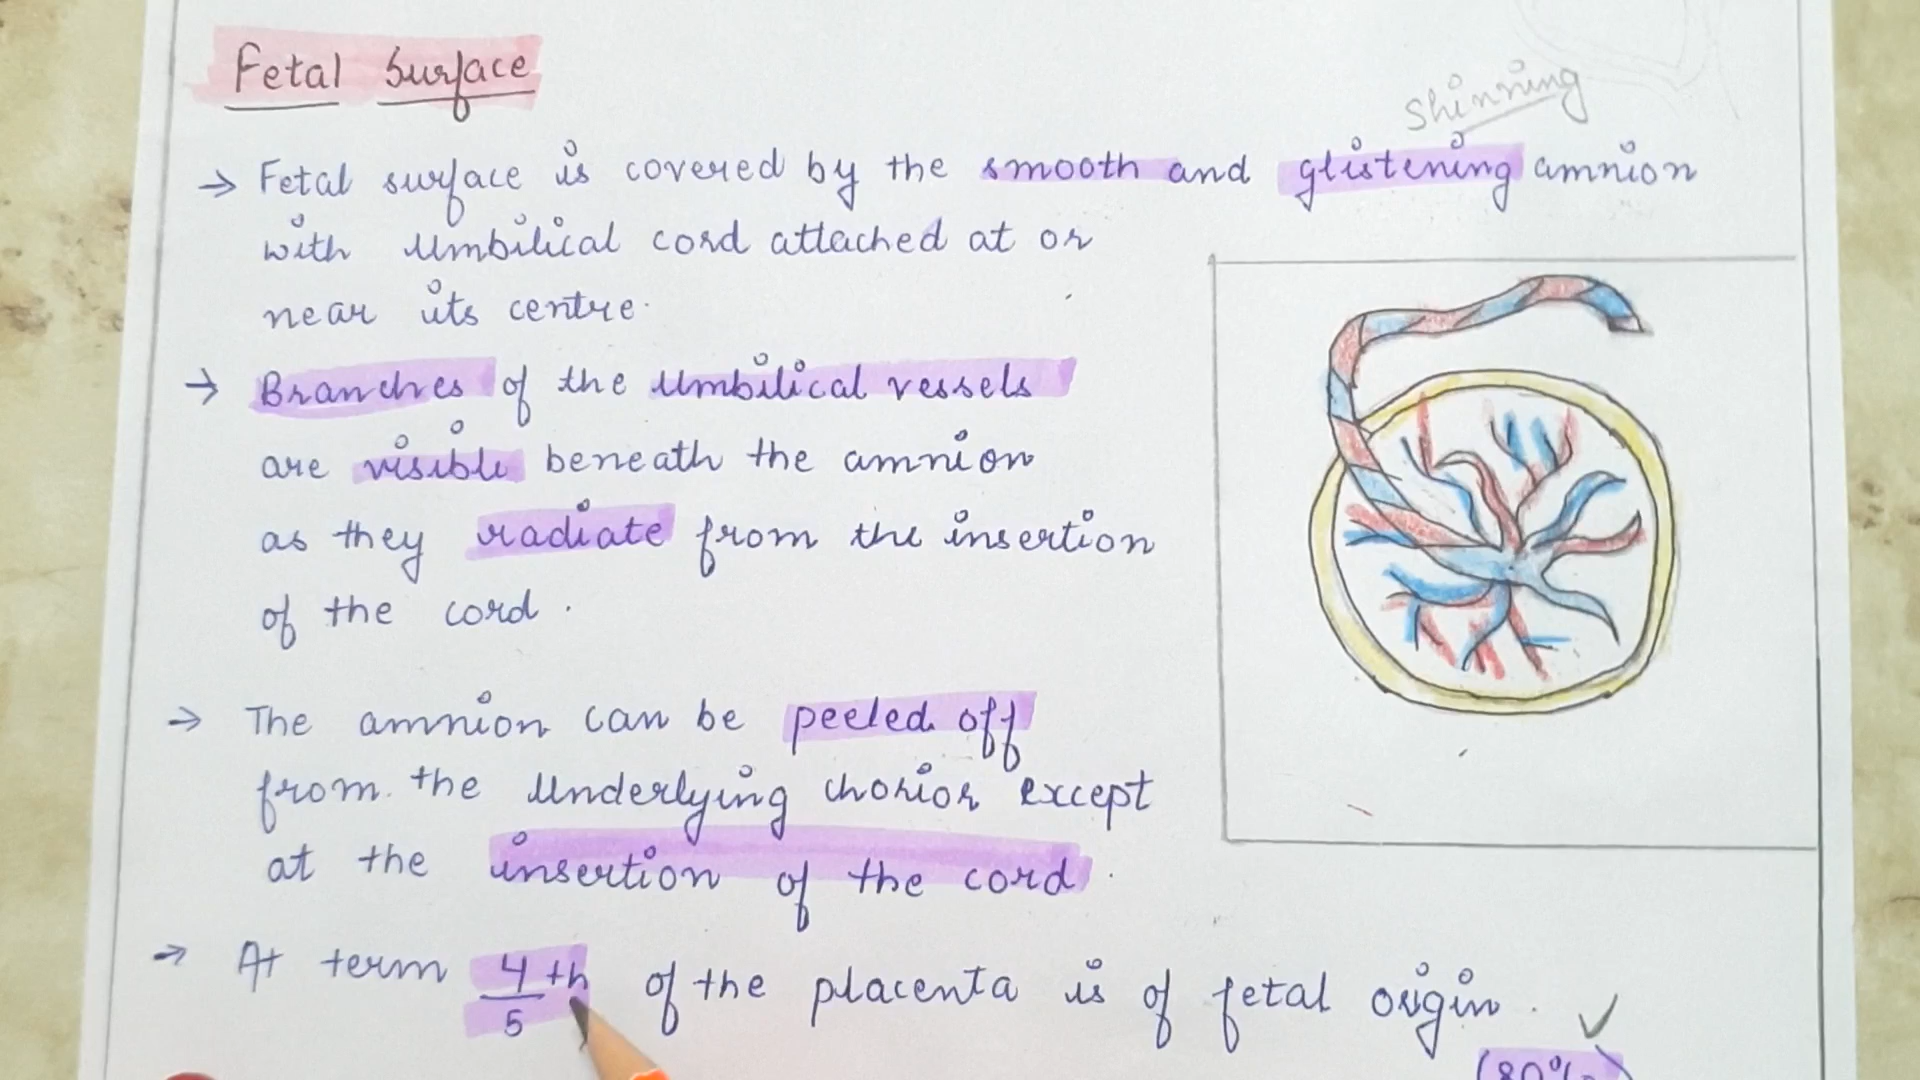 Fetal Surface
Shinning
→ Fetal surface is covered by the smooth and glistening amnion
with umbilical cord attached at or
near its centre.
→ Branches of the umbilical vessels
are visible beneath the amnion
as they radiate from the insertion
of the cord.
→ The amnion can be peeled off
from the underlying chorion except
at the insertion of the cord.
→ At term 4/5 th of the placenta is of fetal origin. ✓
(80%)